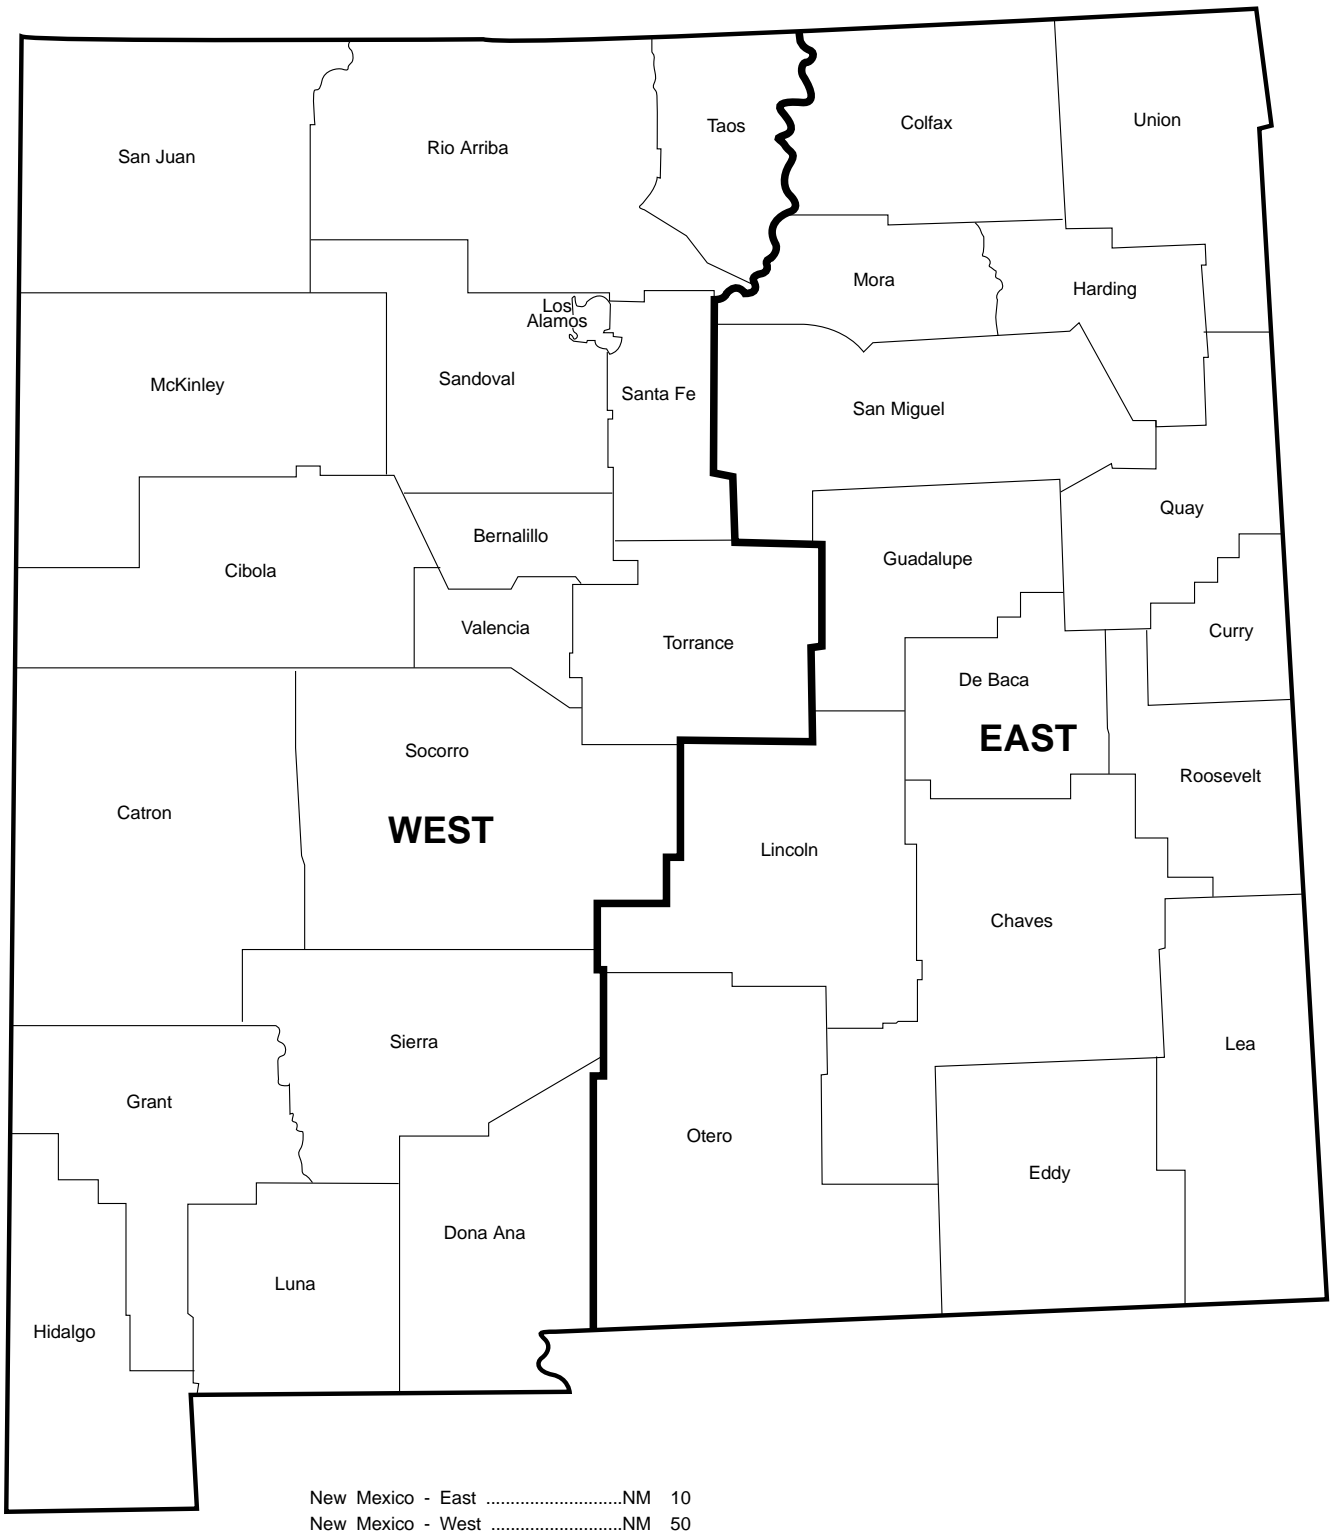 Union
Colfax
Taos
Rio Arriba
San Juan
Mora
Harding
Los
Alamos
Sandoval
McKinley
Santa Fe
San Miguel
Quay
Bernalillo
Guadalupe
Cibola
Valencia
Torrance
Curry
De Baca
EAST
Socorro
Roosevelt
Catron
WEST
Lincoln
Chaves
Sierra
Lea
Grant
Otero
Eddy
Dona Ana
Luna
Hidalgo
New Mexico - East ............................NM 10
New Mexico - West ...........................NM 50